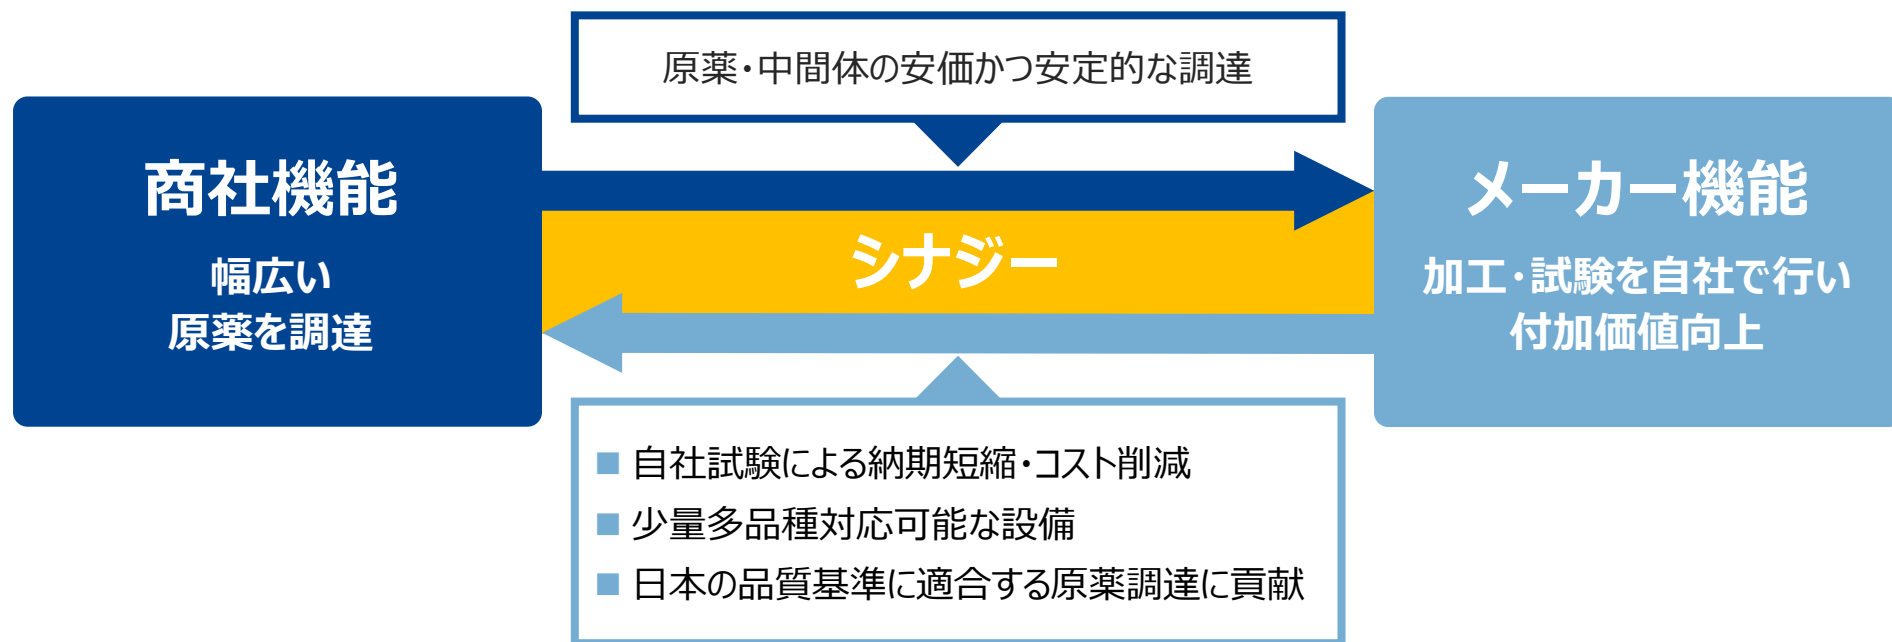 原薬・中間体の安価かつ安定的な調達
商社機能
幅広い
原薬を調達
シナジー
メーカー機能
加工・試験を自社で行い
付加価値向上
自社試験による納期短縮・コスト削減
少量多品種対応可能な設備
日本の品質基準に適合する原薬調達に貢献